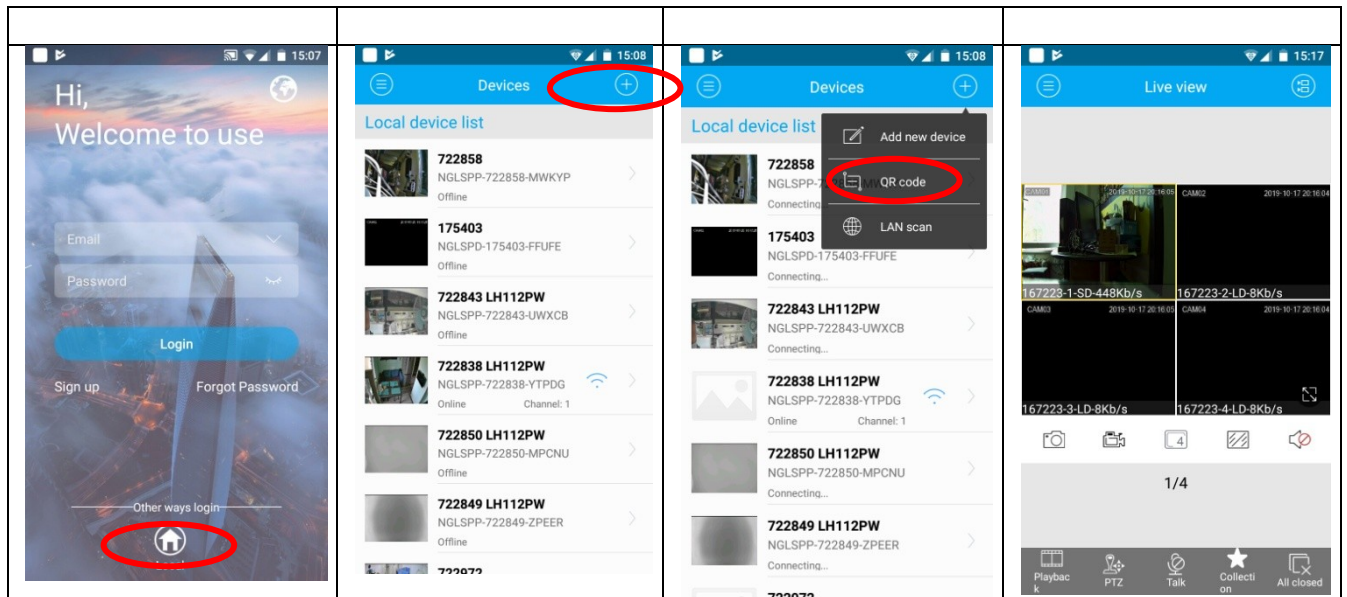 15:07
Hi,
Welcome to use
Email
Password
Login
Sign up Forgot Password
Other ways login
Local
15:08
Devices
Local device list
722858
NGLSPP-722858-MWKYP
Offline
175403
NGLSPD-175403-FFUFE
Offline
722843 LH112PW
NGLSPP-722843-UWXCB
Offline
722838 LH112PW
NGLSPP-722838-YTPDG
Online Channel: 1
722850 LH112PW
NGLSPP-722850-MPCNU
Offline
722849 LH112PW
NGLSPP-722849-ZPEER
Offline
722972
15:08
Devices
Local device list
Add new device
QR code
LAN scan
722858
Connecting...
175403
NGLSPD-175403-FFUFE
Connecting...
722843 LH112PW
NGLSPP-722843-UWXCB
Connecting...
722838 LH112PW
NGLSPP-722838-YTPDG
Online Channel: 1
722850 LH112PW
NGLSPP-722850-MPCNU
Connecting...
722849 LH112PW
NGLSPP-722849-ZPEER
Connecting...
722972
15:17
Live view
CAM01 2019-10-17 20:16:05
CAM02 2019-10-17 20:16:04
167223-1-SD-448Kb/s
167223-2-LD-8Kb/s
CAM03 2019-10-17 20:16:05
CAM04 2019-10-17 20:16:04
167223-3-LD-8Kb/s
167223-4-LD-8Kb/s
4
1/4
Playbac
k
PTZ
Talk
Collecti
on
All closed